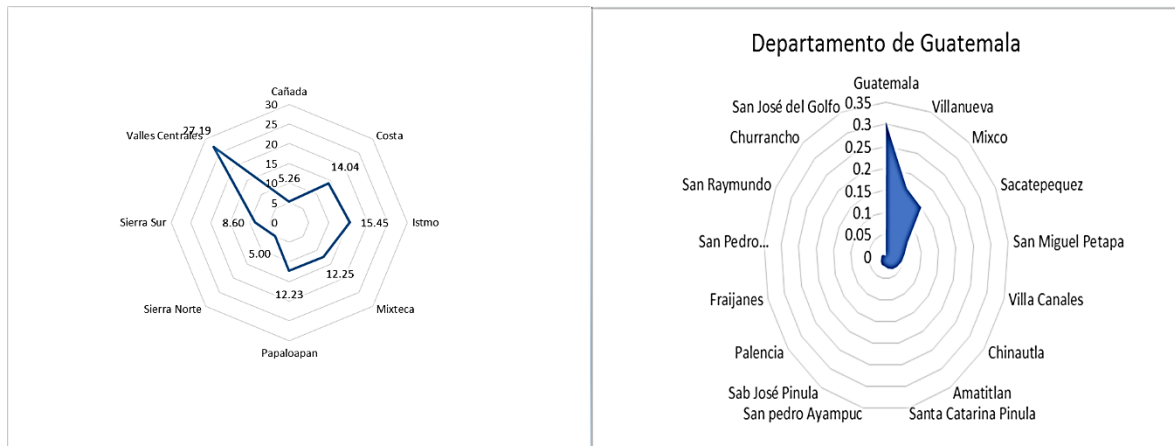 Cañada
30
25
20
15
10
5
0
Costa
Istmo
Mixteca
Papaloapan
Sierra Norte
Sierra Sur
Valles Centrales
5.26
14.04
15.45
12.25
12.23
5.00
8.60
27.19
Departamento de Guatemala
Guatemala
0.35
0.3
0.25
0.2
0.15
0.1
0.05
0
Villanueva
Mixco
Sacatepequez
San Miguel Petapa
Villa Canales
Chinautla
Amatitlan
Santa Catarina Pinula
San pedro Ayampuc
Sab José Pinula
Palencia
Fraijanes
San Pedro...
San Raymundo
Churrancho
San José del Golfo